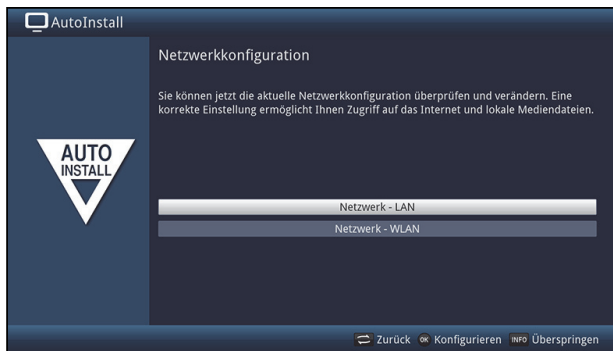 AutoInstall
Netzwerkkonfiguration
Sie können jetzt die aktuelle Netzwerkkonfiguration überprüfen und verändern. Eine
korrekte Einstellung ermöglicht Ihnen Zugriff auf das Internet und lokale Mediendateien.
AUTO
INSTALL
Netzwerk - LAN
Netzwerk - WLAN
Zurück OK Konfigurieren INFO Überspringen